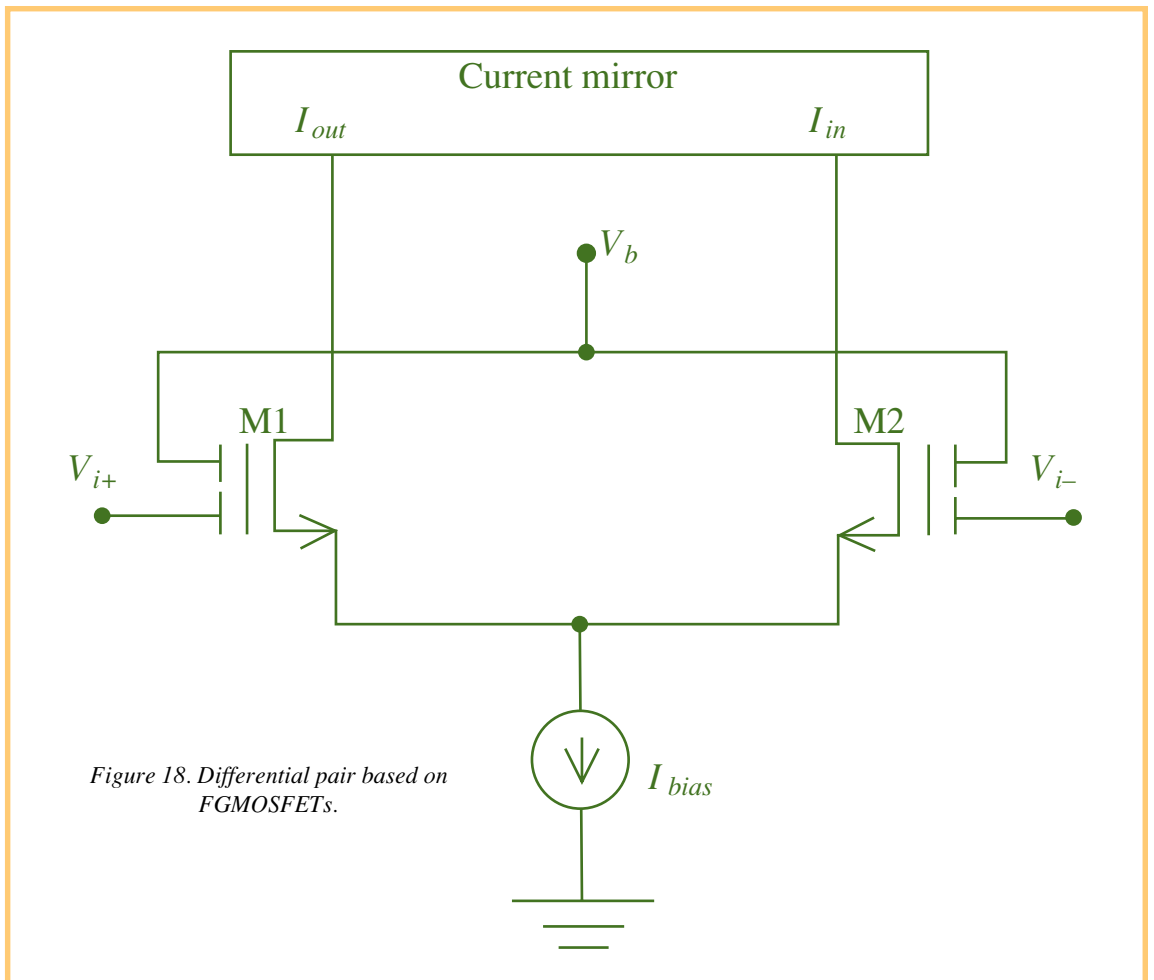 Current mirror
I out
I in
V b
M1
M2
V i+
V i–
I bias
Figure 18. Differential pair based on
FGMOSFETs.